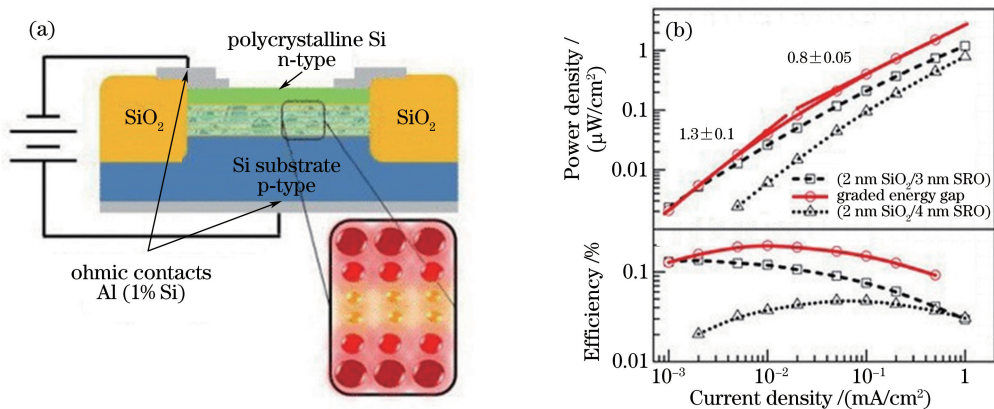 (a)
polycrystalline Si
n-type
SiO₂
SiO₂
Si substrate
p-type
ohmic contacts
Al (1% Si)
(b)
Power density /
(μW/cm²)
1
0.1
0.01
0.8±0.05
1.3±0.1
(2 nm SiO₂/3 nm SRO)
graded energy gap
(2 nm SiO₂/4 nm SRO)
Efficiency /%
0.1
0.01
10⁻³
10⁻²
10⁻¹
1
Current density /(mA/cm²)